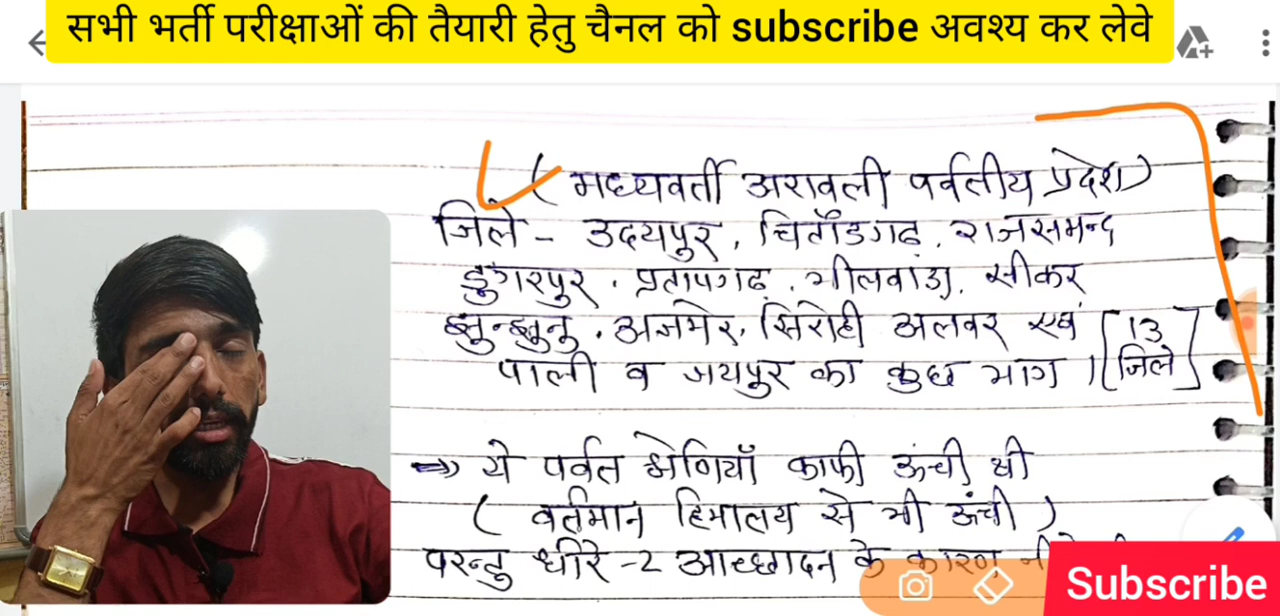 सभी भर्ती परीक्षाओं की तैयारी हेतु चैनल को subscribe अवश्य कर लेवे
( मध्यवर्ती अरावली पर्वतीय प्रदेश )
जिले - उदयपुर, चितौडगढ, राजसमन्द
डुंगरपुर, प्रतापगढ़, भीलवाडा, सीकर
झुन्झुनु, अजमेर, सिरोही अलवर एवं
पाली व जयपुर का कुछ भाग । [13 जिले]
⇒ ये पर्वत श्रेणियाँ काफी ऊंची थी
( वर्तमान हिमालय से भी ऊंची )
परन्तु धीरे-2 आच्छादन के कारण
Subscribe